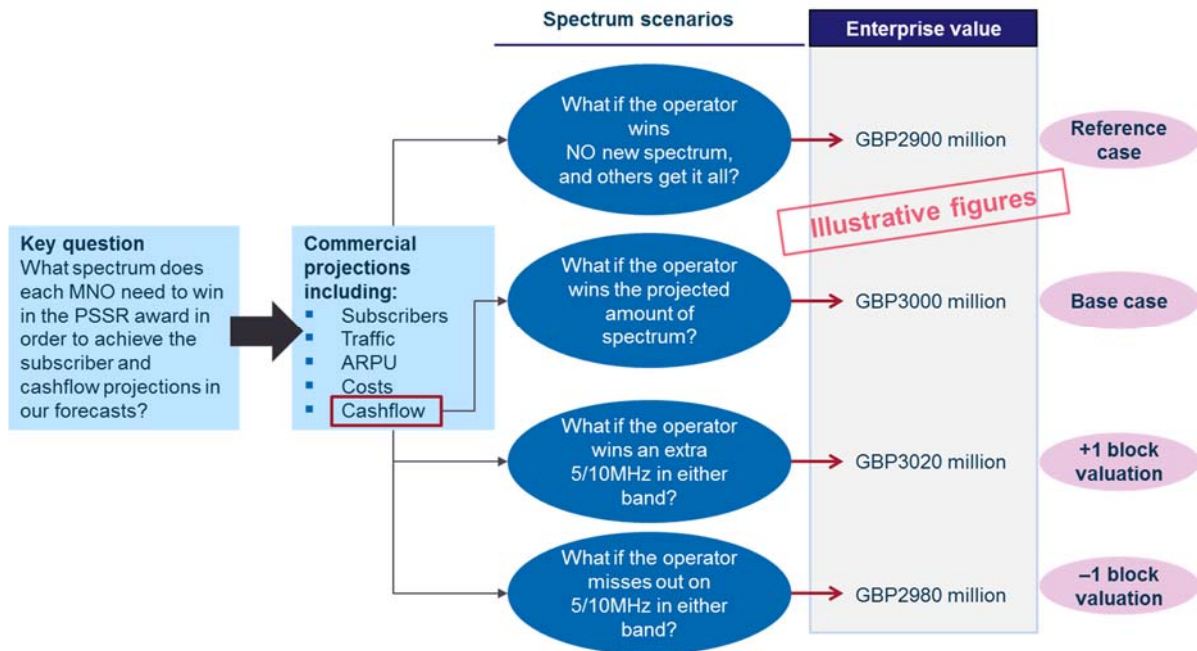 Spectrum scenarios
Enterprise value
What if the operator
wins
NO new spectrum,
and others get it all?
GBP2900 million
Reference
case
Illustrative figures
Key question
What spectrum does
each MNO need to win
in the PSSR award in
order to achieve the
subscriber and
cashflow projections in
our forecasts?
Commercial
projections
including:
▪ Subscribers
▪ Traffic
▪ ARPU
▪ Costs
▪ Cashflow
What if the operator
wins the projected
amount of
spectrum?
GBP3000 million
Base case
What if the operator
wins an extra
5/10MHz in either
band?
GBP3020 million
+1 block
valuation
What if the operator
misses out on
5/10MHz in either
band?
GBP2980 million
–1 block
valuation